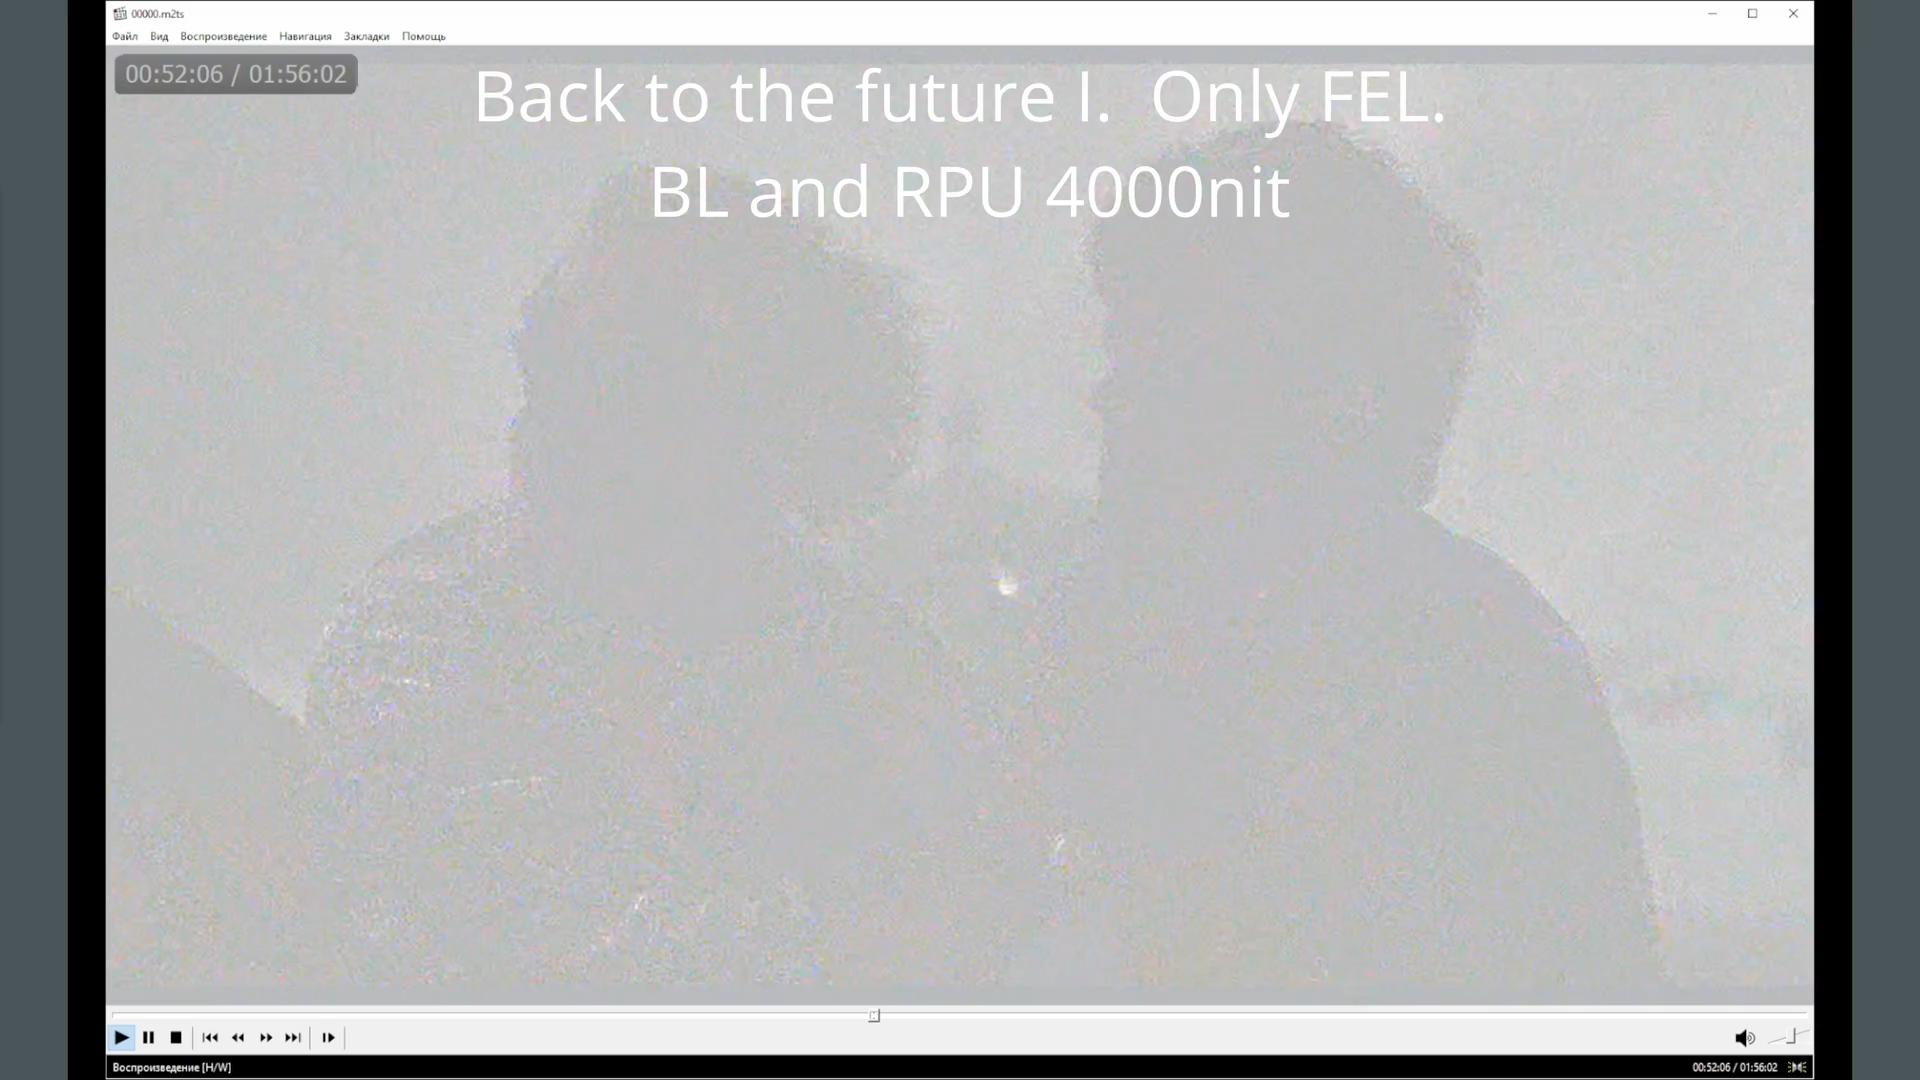 00000.m2ts
Файл Вид Воспроизведение Навигация Закладки Помощь
00:52:06 / 01:56:02
Back to the future I. Only FEL.
BL and RPU 4000nit
Воспроизведение [H/W]
00:52:06 / 01:56:02